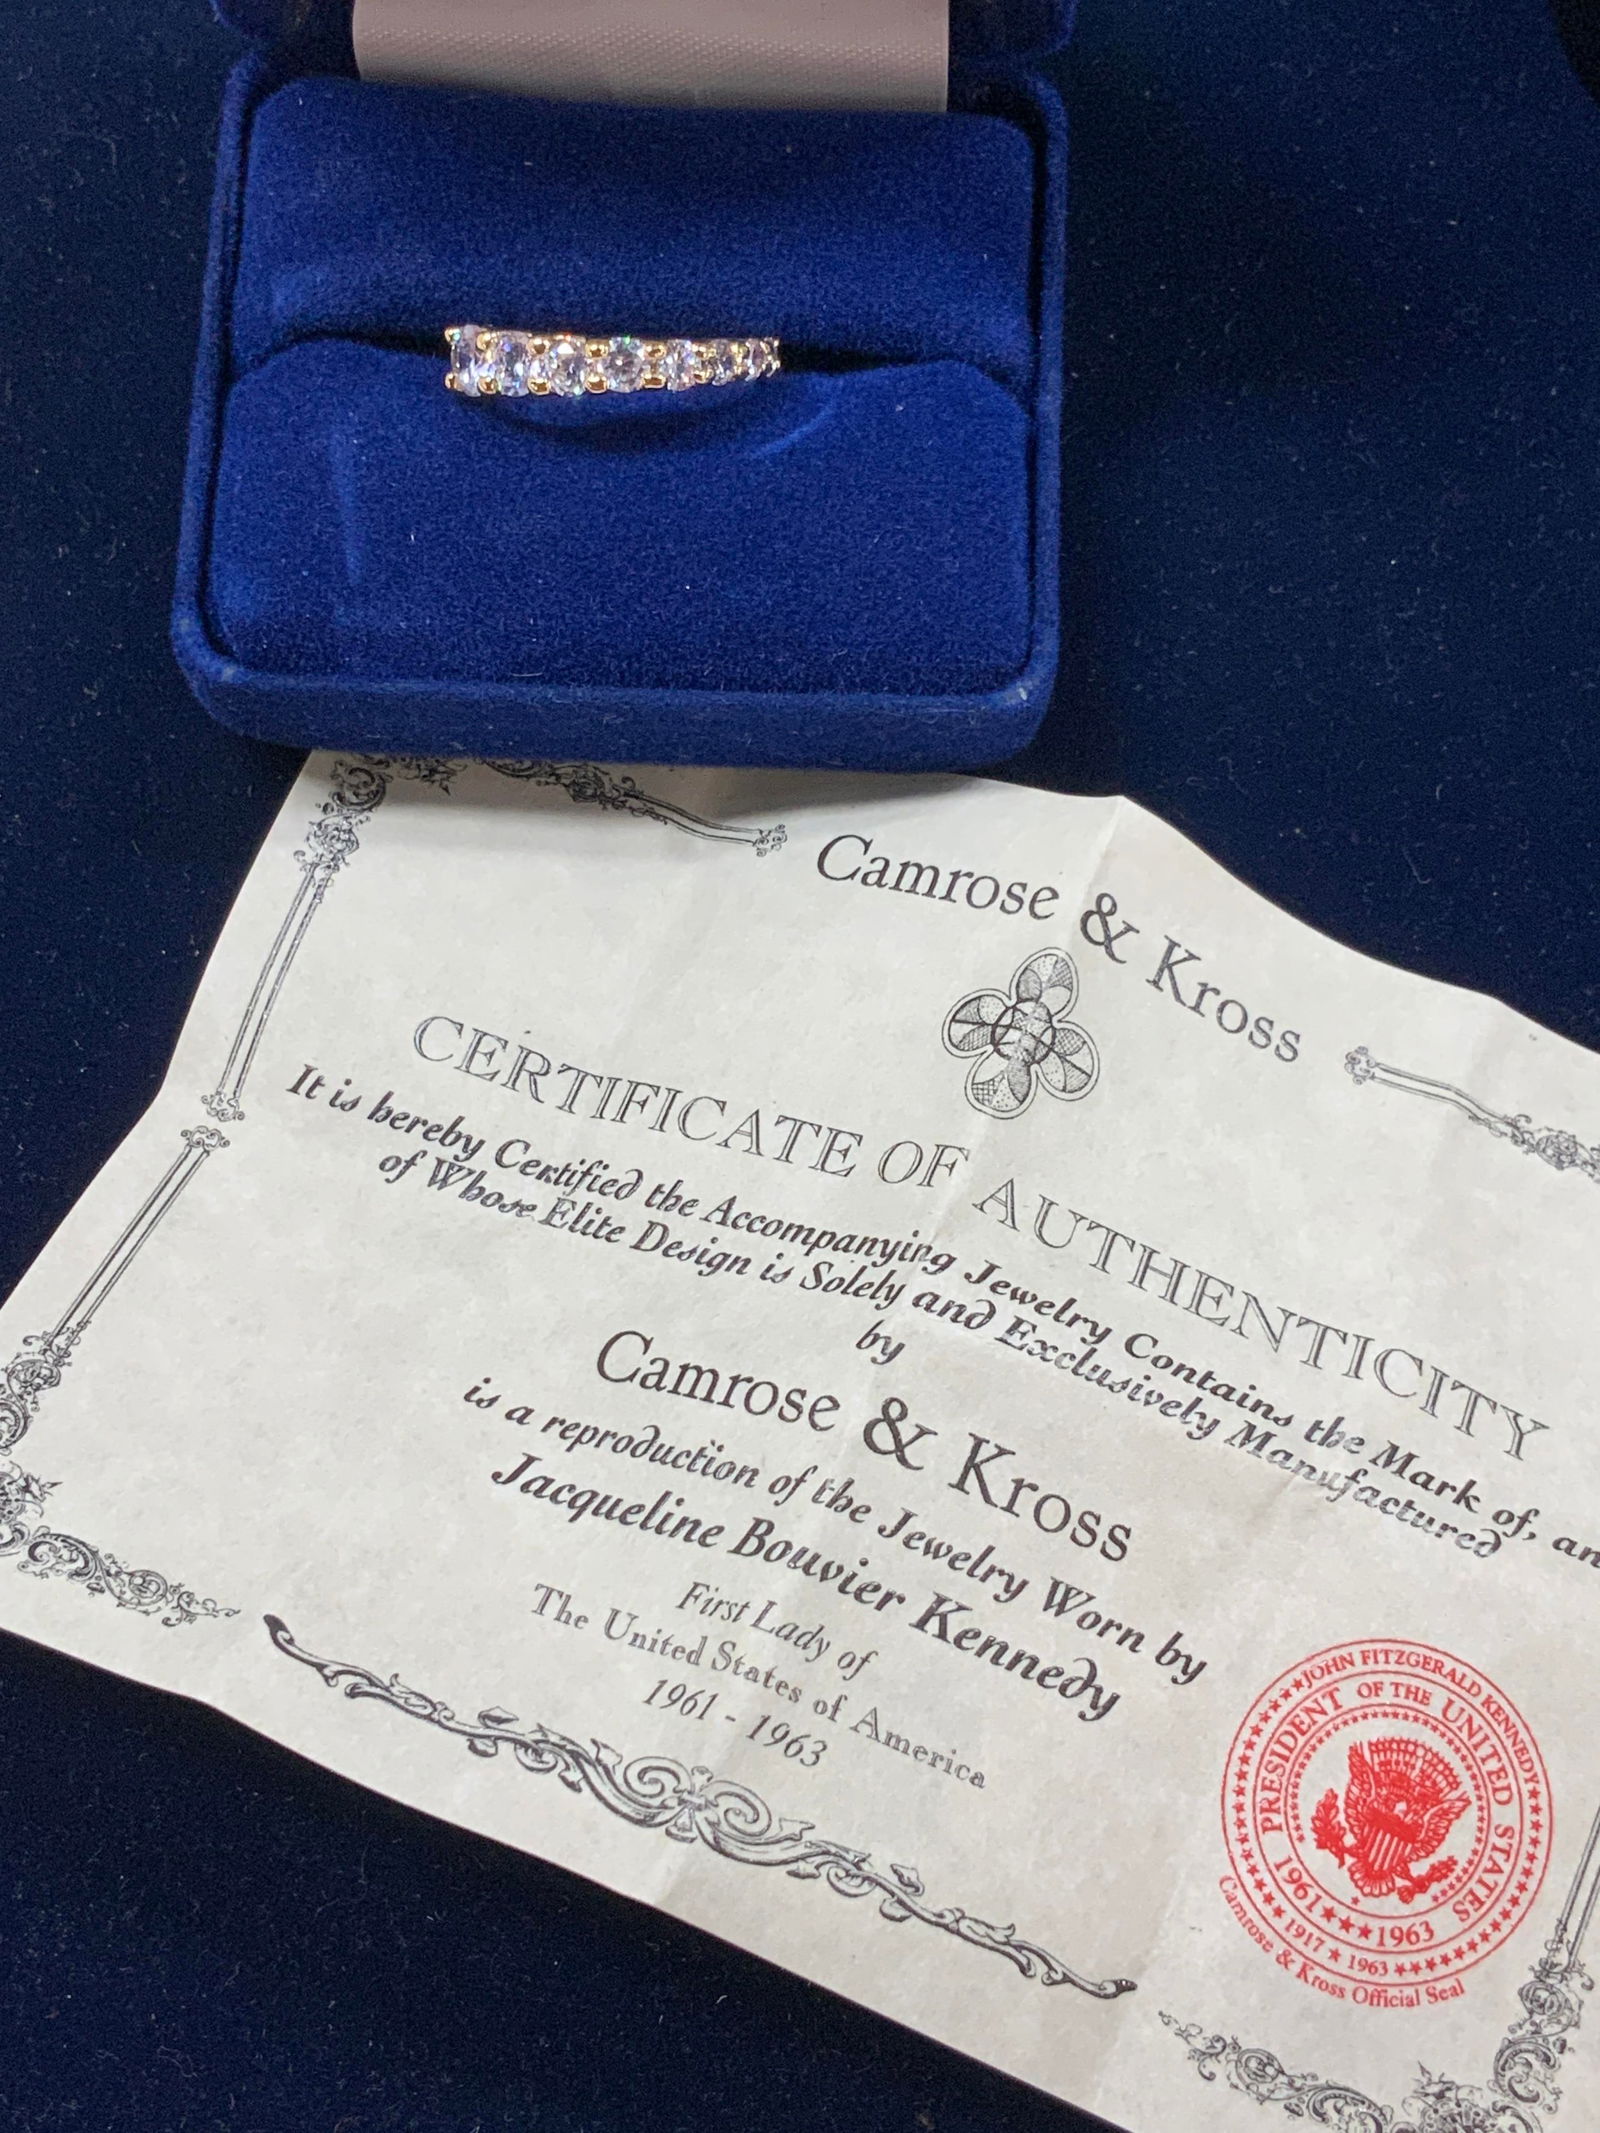 Camrose & Kross
CERTIFICATE OF AUTHENTICITY
It is hereby Certified the Accompanying Jewelry Contains the Mark of, an
of Whose Elite Design is Solely and Exclusively Manufactured
by
Camrose & Kross
is a reproduction of the Jewelry Worn by
Jacqueline Bouvier Kennedy
First Lady of
The United States of America
1961 - 1963
★★★★JOHN FITZGERALD KENNEDY★★★★
PRESIDENT OF THE UNITED STATES
1961★★★1963
1917 ★ 1963
Camrose & Kross Official Seal